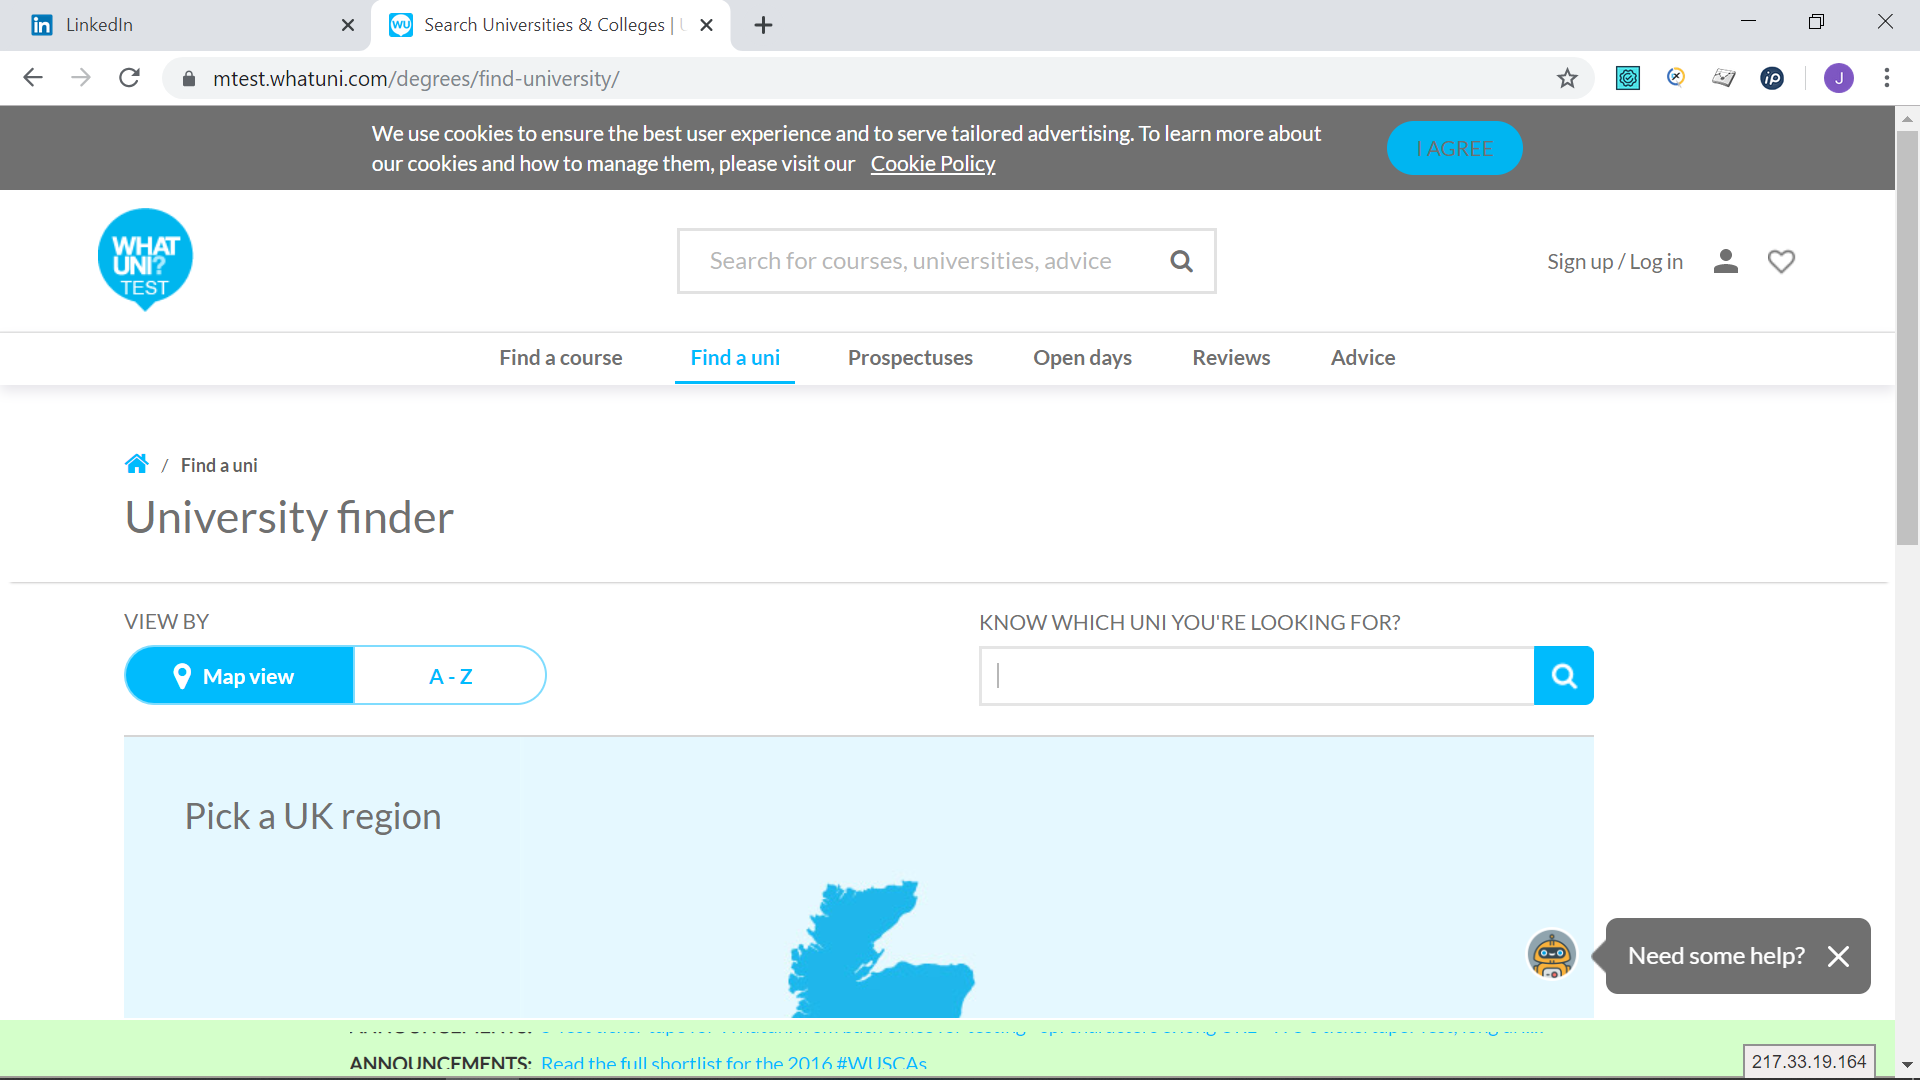 LinkedIn
Search Universities & Colleges |
mtest.whatuni.com/degrees/find-university/
J
We use cookies to ensure the best user experience and to serve tailored advertising. To learn more about
our cookies and how to manage them, please visit our Cookie Policy
I AGREE
WHAT
UNI?
TEST
Search for courses, universities, advice
Sign up / Log in
Find a course
Find a uni
Prospectuses
Open days
Reviews
Advice
/ Find a uni
University finder
VIEW BY
Map view
A - Z
KNOW WHICH UNI YOU'RE LOOKING FOR?
Pick a UK region
Need some help?
ANNOUNCEMENTS: Read the full shortlist for the 2016 #WUSCAs
217.33.19.164